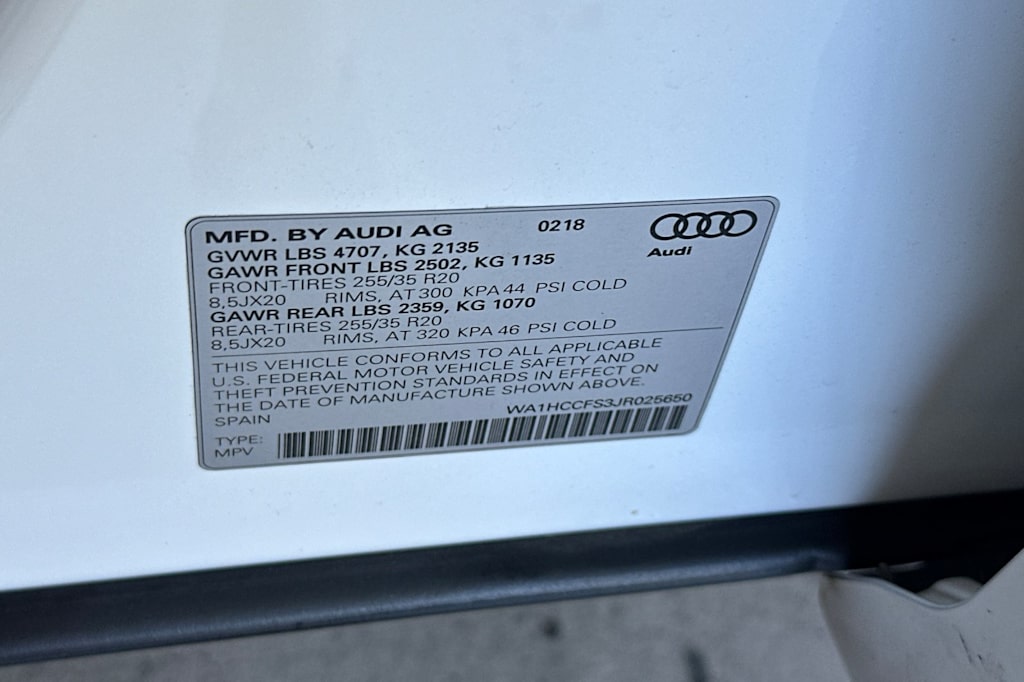 MFD. BY AUDI AG 0218
Audi
GVWR LBS 4707, KG 2135
GAWR FRONT LBS 2502, KG 1135
FRONT-TIRES 255/35 R20
8,5JX20 RIMS, AT 300 KPA 44 PSI COLD
GAWR REAR LBS 2359, KG 1070
REAR-TIRES 255/35 R20
8,5JX20 RIMS, AT 320 KPA 46 PSI COLD
THIS VEHICLE CONFORMS TO ALL APPLICABLE
U.S. FEDERAL MOTOR VEHICLE SAFETY AND
THEFT PREVENTION STANDARDS IN EFFECT ON
THE DATE OF MANUFACTURE SHOWN ABOVE.
SPAIN WA1HCCFS3JR025650
TYPE:
MPV